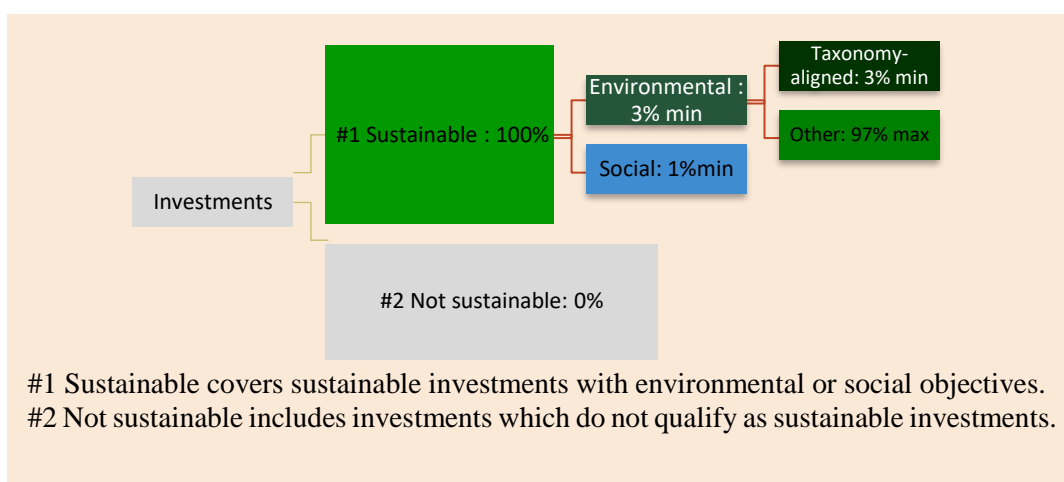 Investments
#1 Sustainable : 100%
#2 Not sustainable: 0%
Environmental :
3% min
Social: 1%min
Taxonomy-
aligned: 3% min
Other: 97% max
#1 Sustainable covers sustainable investments with environmental or social objectives.
#2 Not sustainable includes investments which do not qualify as sustainable investments.